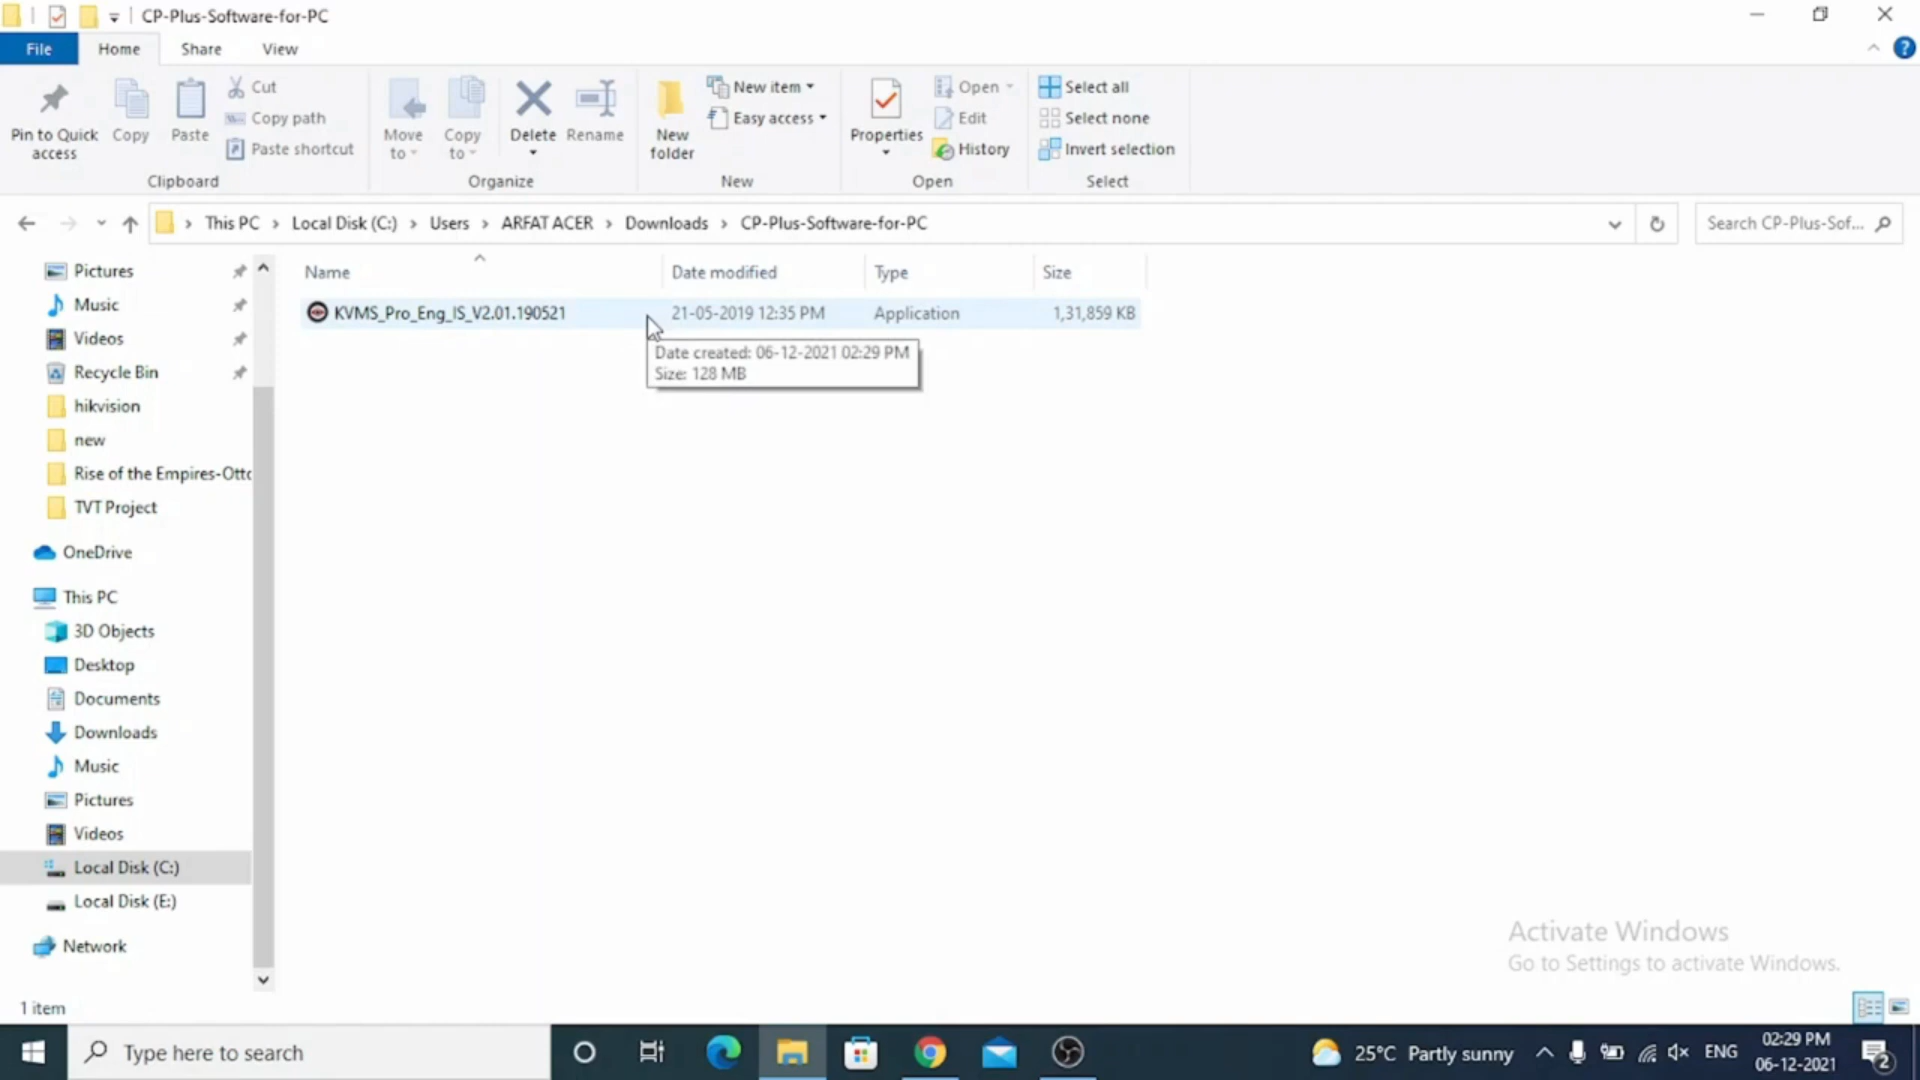 CP-Plus-Software-for-PC
File Home Share View
Pin to Quick access
Copy
Paste
Cut
Copy path
Paste shortcut
Clipboard
Move to
Copy to
Delete
Rename
Organize
New folder
New item
Easy access
New
Properties
Open
Edit
History
Open
Select all
Select none
Invert selection
Select
This PC › Local Disk (C:) › Users › ARFAT ACER › Downloads › CP-Plus-Software-for-PC
Search CP-Plus-Sof...
Name Date modified Type Size
KVMS_Pro_Eng_IS_V2.01.190521 21-05-2019 12:35 PM Application 1,31,859 KB
Date created: 06-12-2021 02:29 PM
Size: 128 MB
Pictures
Music
Videos
Recycle Bin
hikvision
new
Rise of the Empires-Otto
TVT Project
OneDrive
This PC
3D Objects
Desktop
Documents
Downloads
Music
Pictures
Videos
Local Disk (C:)
Local Disk (E:)
Network
Activate Windows
Go to Settings to activate Windows.
1 item
Type here to search
25°C Partly sunny
ENG
02:29 PM
06-12-2021
2